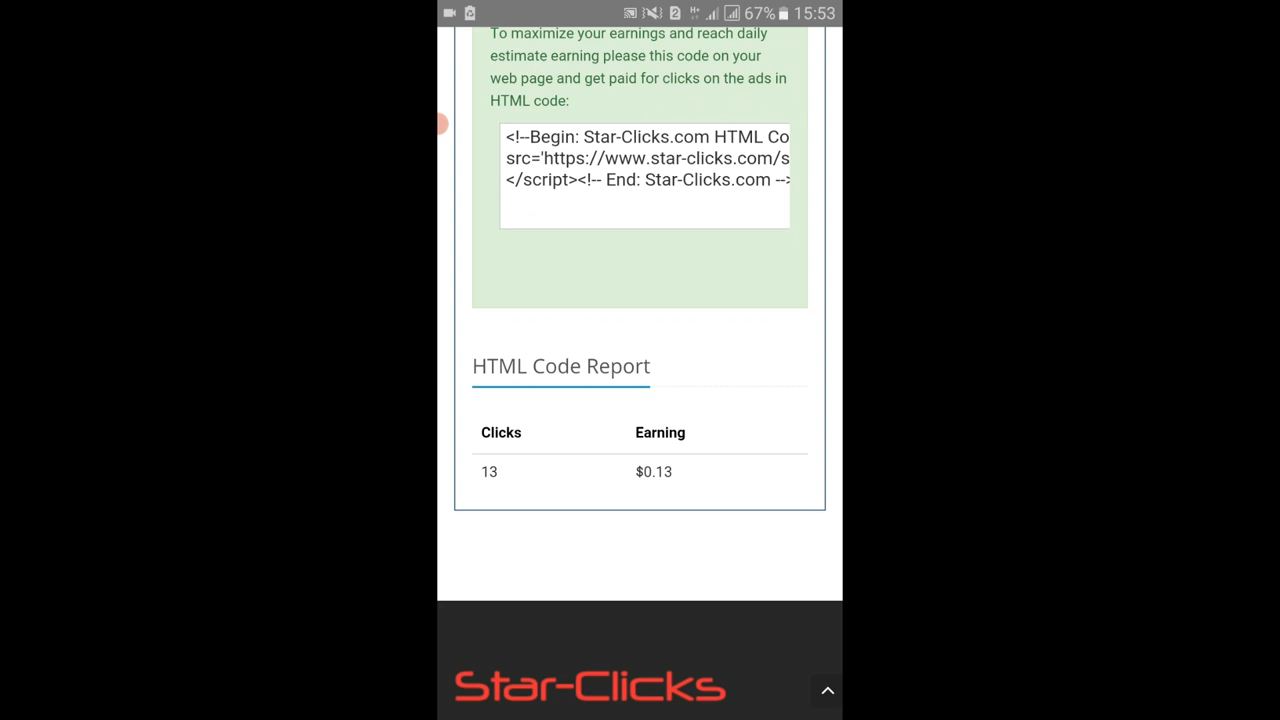 H+ 67% 15:53
To maximize your earnings and reach daily
estimate earning please this code on your
web page and get paid for clicks on the ads in
HTML code:
<!--Begin: Star-Clicks.com HTML Co
src='https://www.star-clicks.com/s
</script><!-- End: Star-Clicks.com -->
HTML Code Report
Clicks Earning
13 $0.13
Star-Clicks